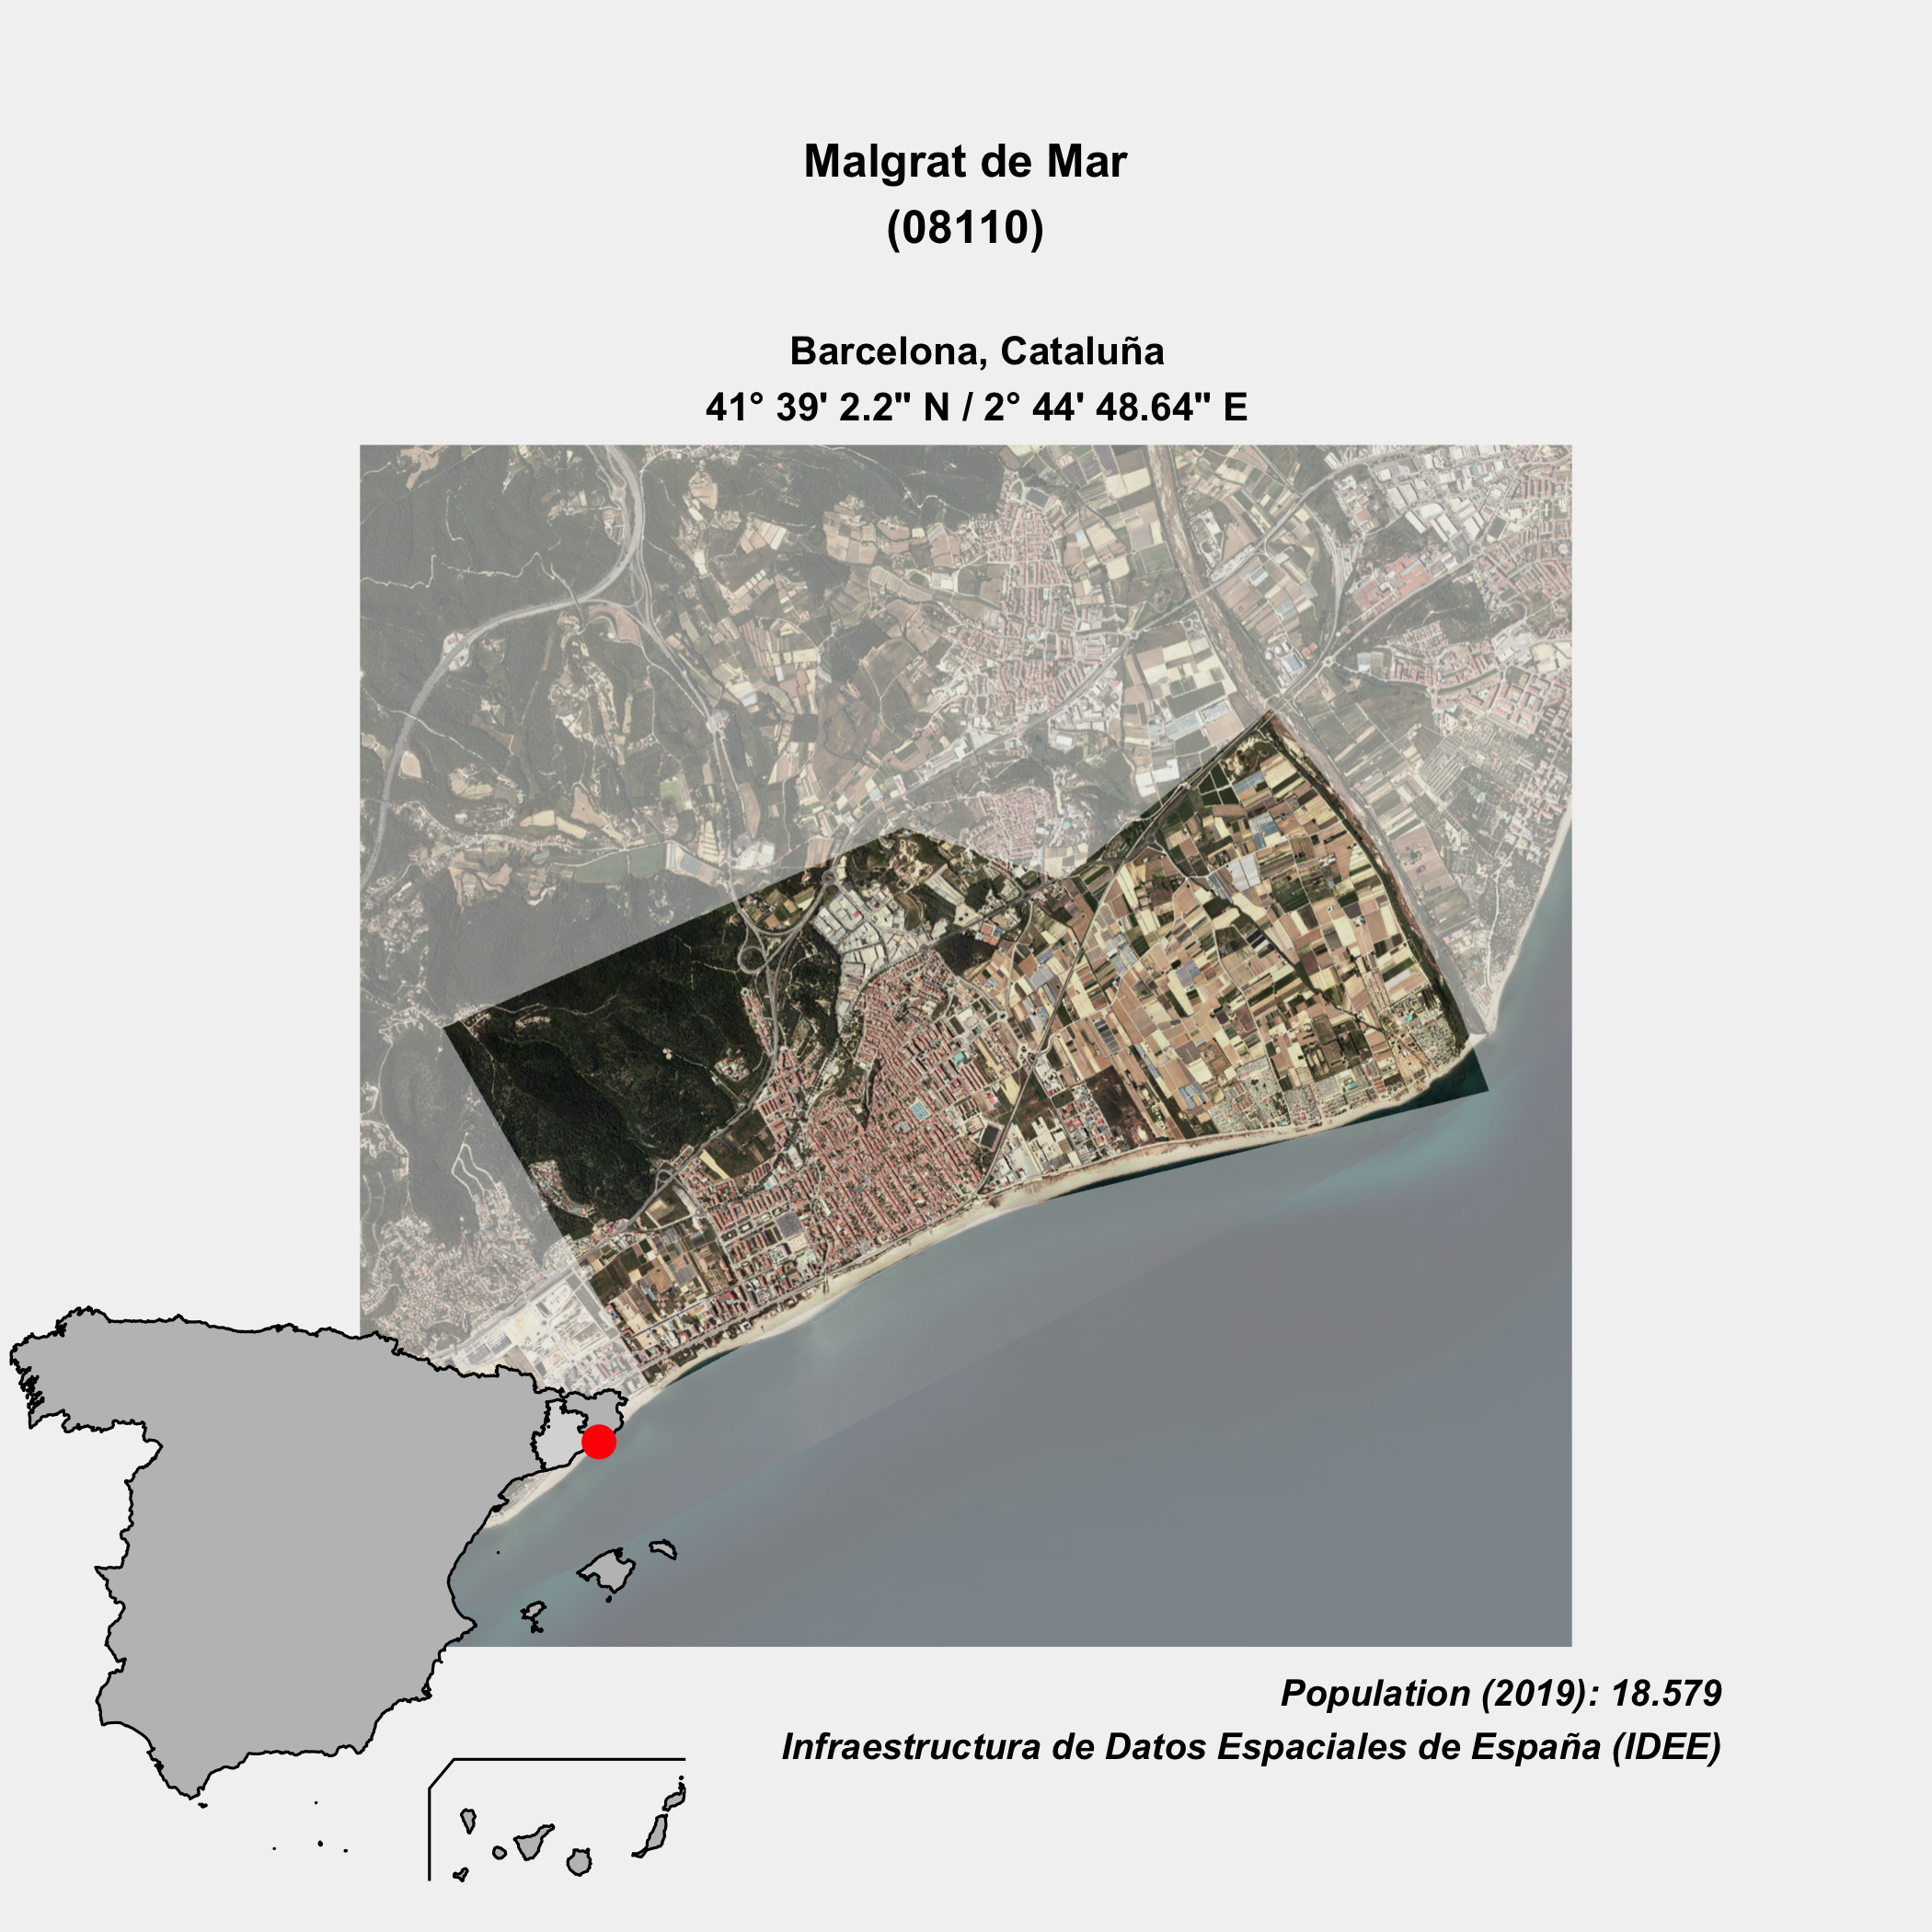 Malgrat de Mar
(08110)
Barcelona, Cataluña
41° 39' 2.2" N / 2° 44' 48.64" E
Population (2019): 18.579
Infraestructura de Datos Espaciales de España (IDEE)